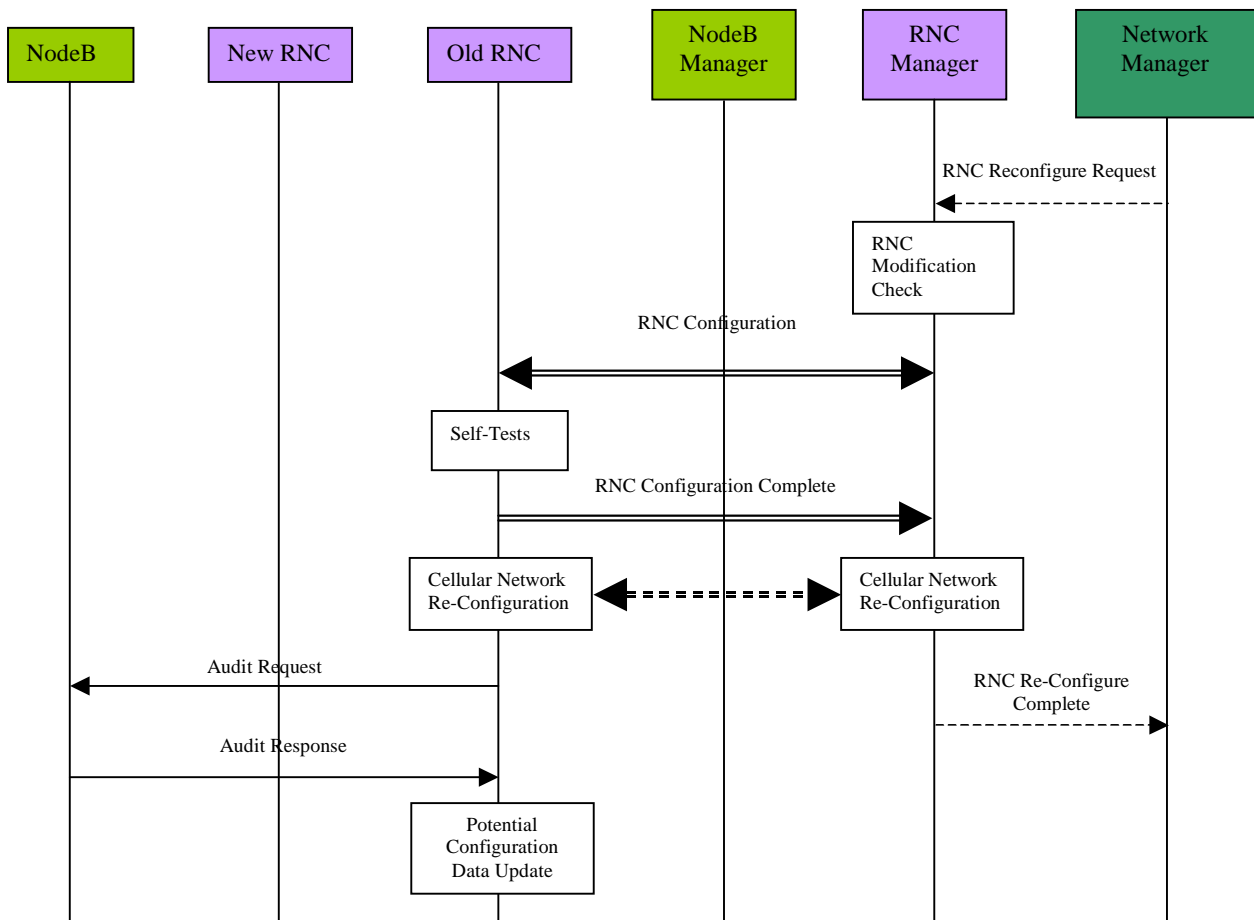 NodeB
New RNC
Old RNC
NodeB
Manager
RNC
Manager
Network
Manager
RNC Reconfigure Request
RNC
Modification
Check
RNC Configuration
Self-Tests
RNC Configuration Complete
Cellular Network
Re-Configuration
Cellular Network
Re-Configuration
Audit Request
RNC Re-Configure
Complete
Audit Response
Potential
Configuration
Data Update